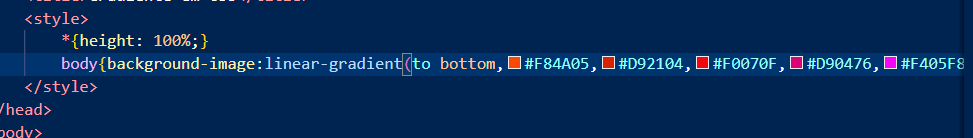 <style>
*{height: 100%;}
body{background-image:linear-gradient(to bottom,#F84A05,#D92104,#F0070F,#D90476,#F405F8
</style>
/head>
body>